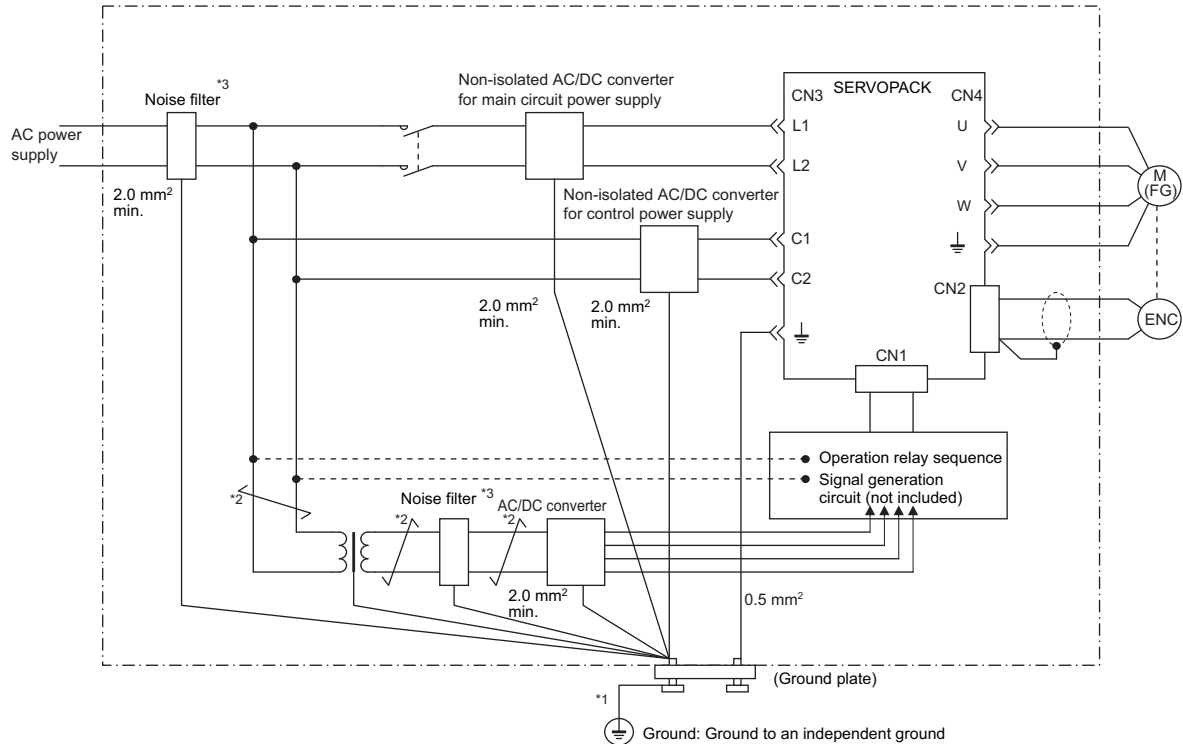 AC power
supply
Noise filter *3
2.0 mm²
min.
Non-isolated AC/DC converter
for main circuit power supply
Non-isolated AC/DC converter
for control power supply
2.0 mm²
min.
2.0 mm²
min.
SERVOPACK
CN3
CN4
L1
L2
C1
C2
U
V
W
CN2
CN1
M
(FG)
ENC
Operation relay sequence
Signal generation
circuit (not included)
*2
Noise filter *3
*2
AC/DC converter
*2
2.0 mm²
min.
0.5 mm²
(Ground plate)
*1
Ground: Ground to an independent ground